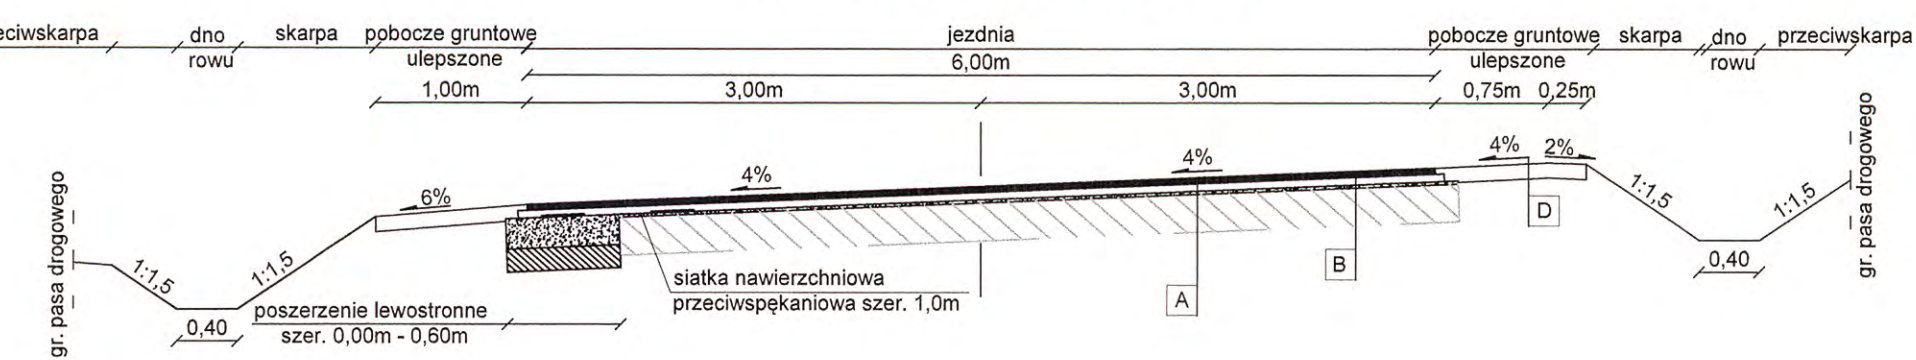 eciwskarpa
dno
rowu
skarpa
pobocze gruntowe
ulepszone
jezdnia
6,00m
pobocze gruntowe
ulepszone
skarpa
dno
rowu
przeciwskarpa
1,00m
3,00m
3,00m
0,75m
0,25m
6%
4%
4%
4%
2%
gr. pasa drogowego
1:1,5
1:1,5
0,40
poszerzenie lewostronne
szer. 0,00m - 0,60m
siatka nawierzchniowa
przeciwspękaniowa szer. 1,0m
A
B
D
1:1,5
0,40
1:1,5
gr. pasa drogowego